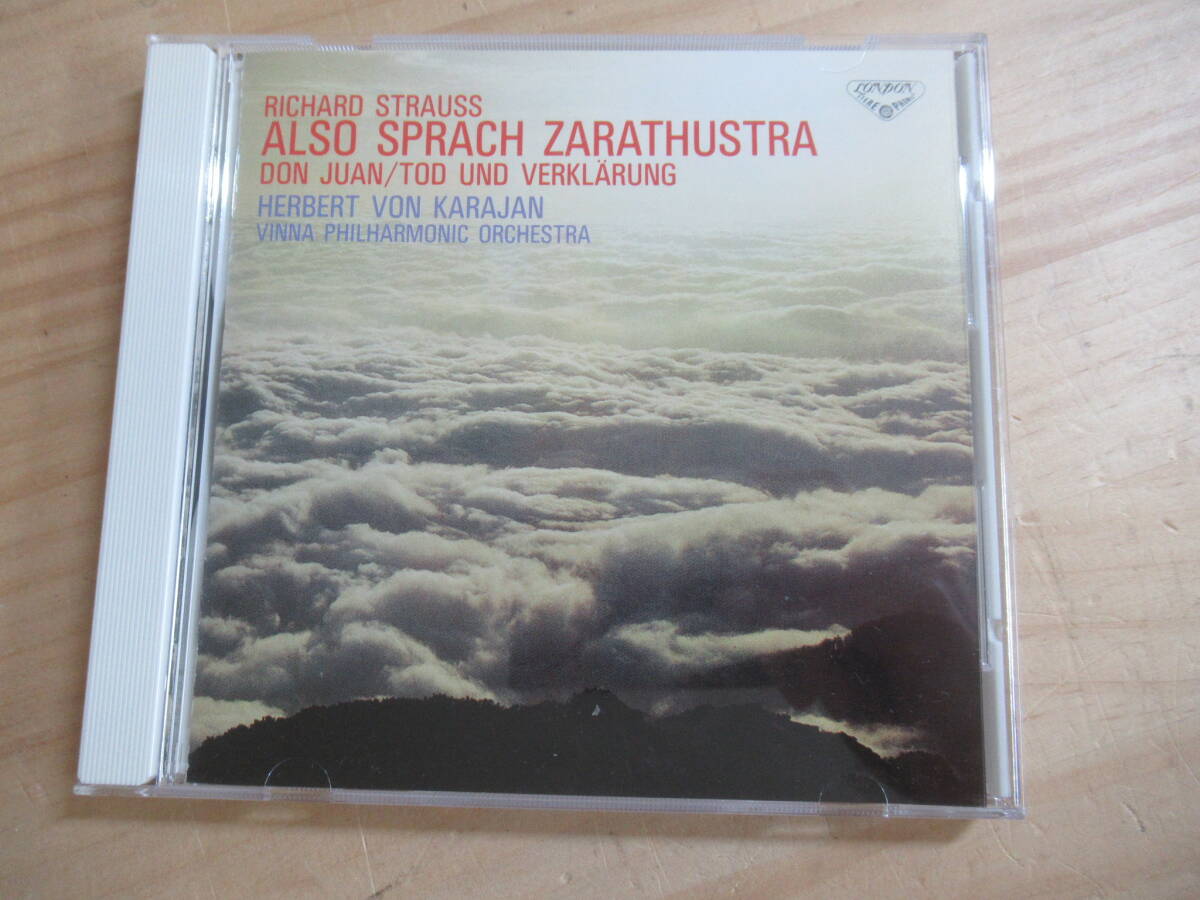 RICHARD STRAUSS
ALSO SPRACH ZARATHUSTRA
DON JUAN/TOD UND VERKLÄRUNG
HERBERT VON KARAJAN
VINNA PHILHARMONIC ORCHESTRA
LONDON